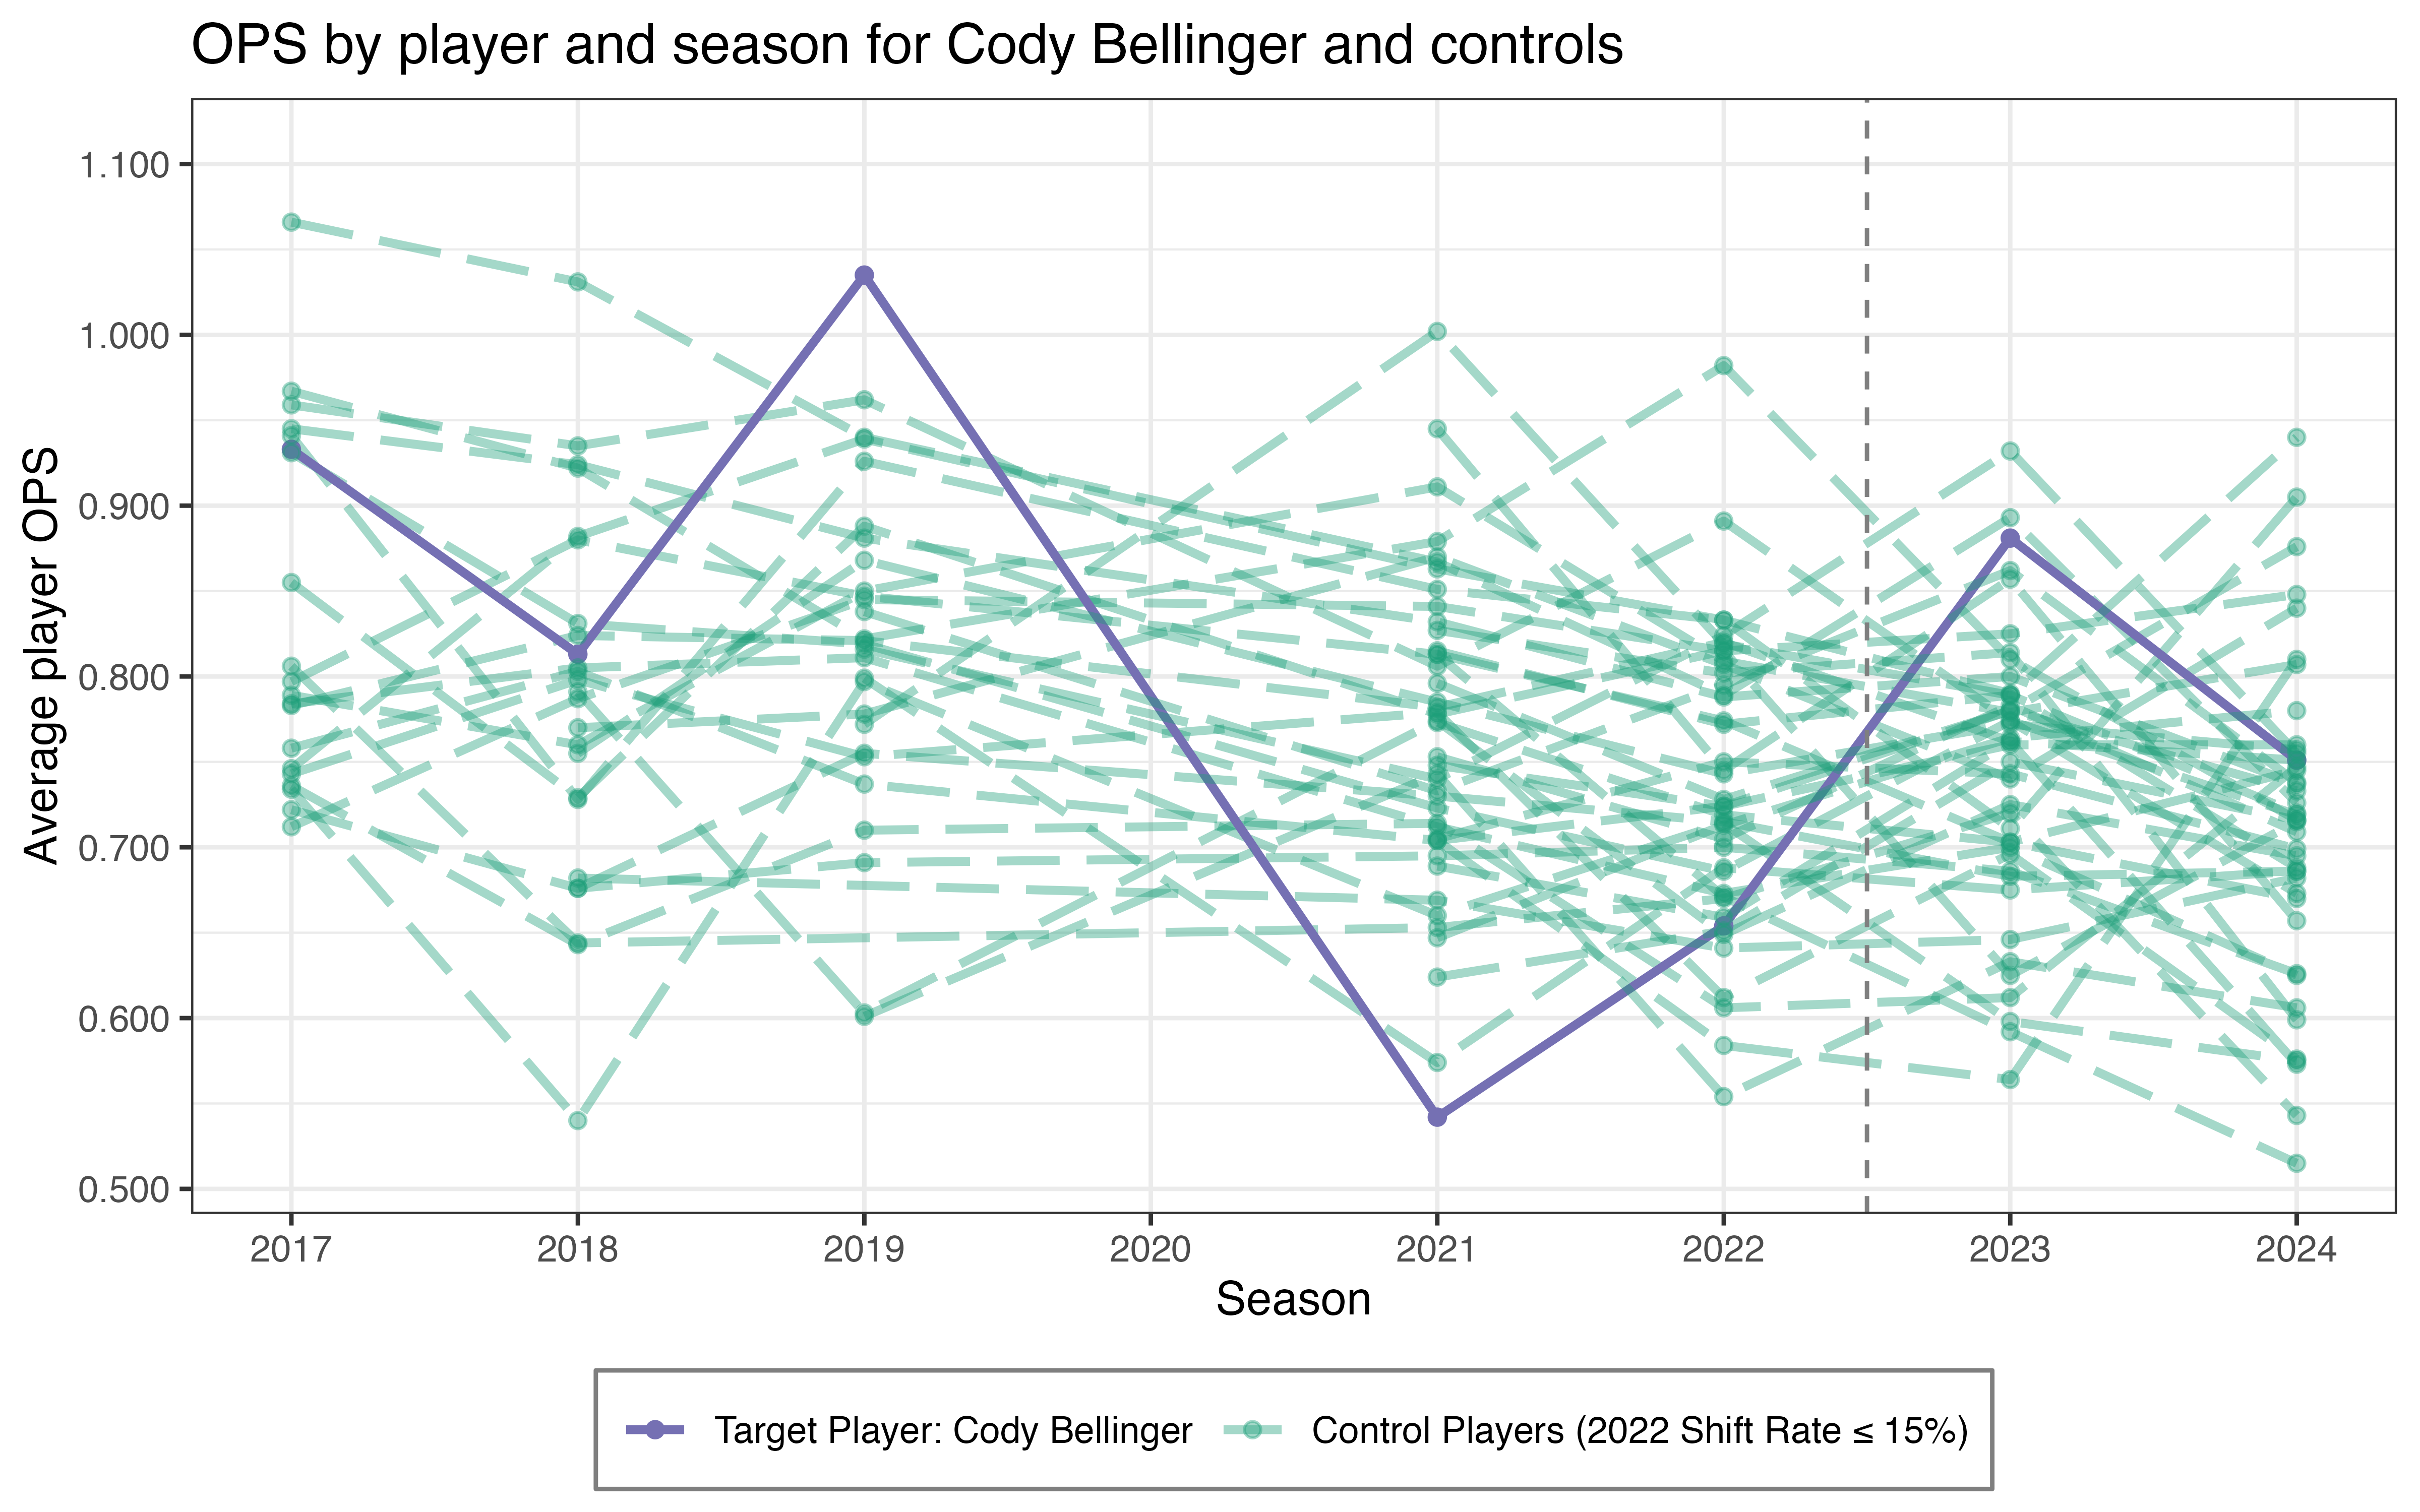 OPS by player and season for Cody Bellinger and controls
Average player OPS
1.100
1.000
0.900
0.800
0.700
0.600
0.500
2017 2018 2019 2020 2021 2022 2023 2024
Season
Target Player: Cody Bellinger Control Players (2022 Shift Rate ≤ 15%)